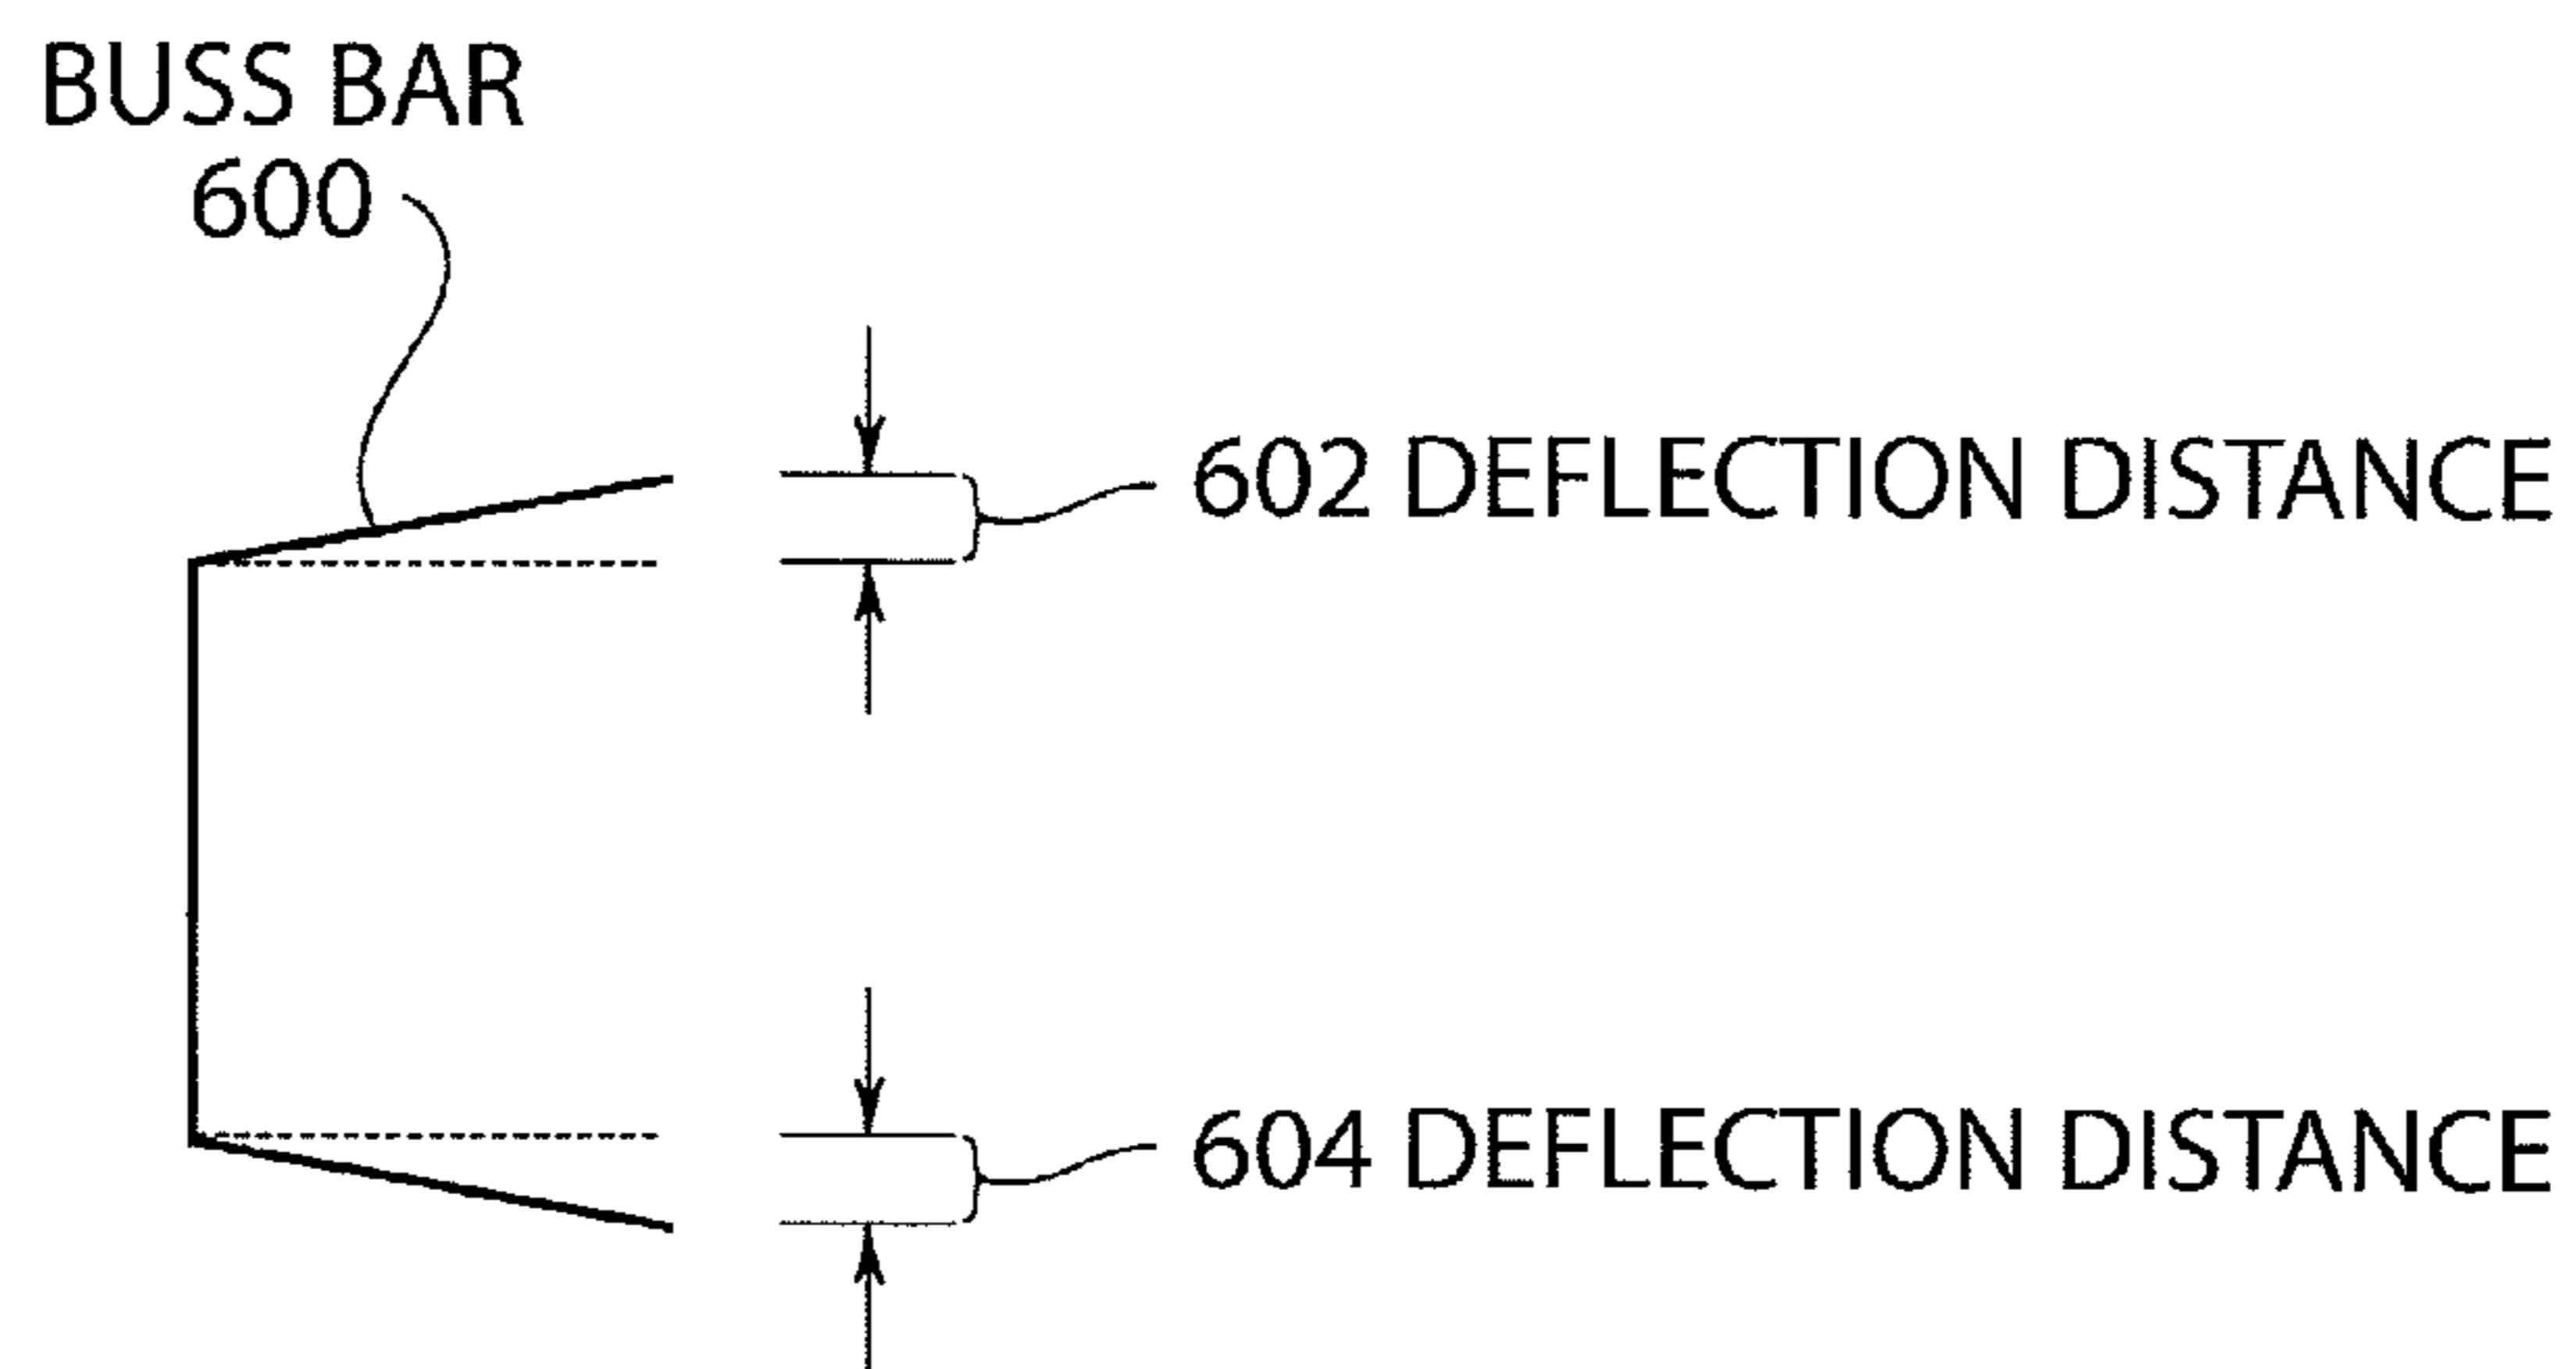 BUSS BAR
600
602 DEFLECTION DISTANCE
604 DEFLECTION DISTANCE